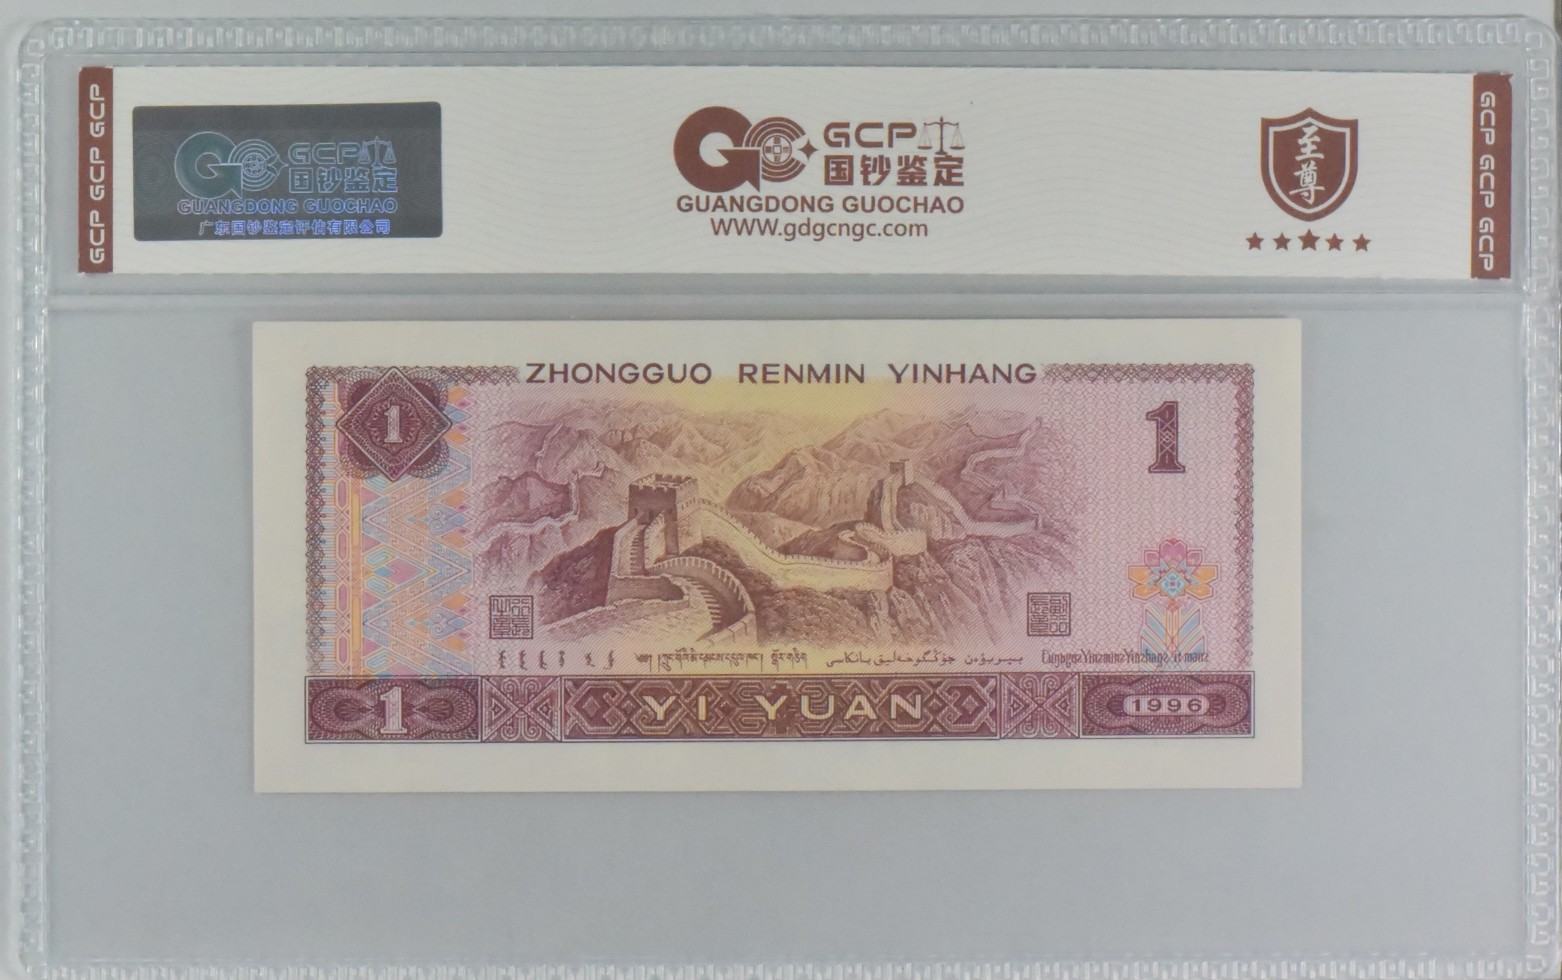 GCP GCP GCP
GC GCP
国钞鉴定
GUANGDONG GUOCHAO
广东国钞鉴定评估有限公司
GC GCP
国钞鉴定
GUANGDONG GUOCHAO
WWW.gdgcngc.com
至尊
GCP GCP GCP
ZHONGGUO RENMIN YINHANG
1
1
1
YI YUAN
1996